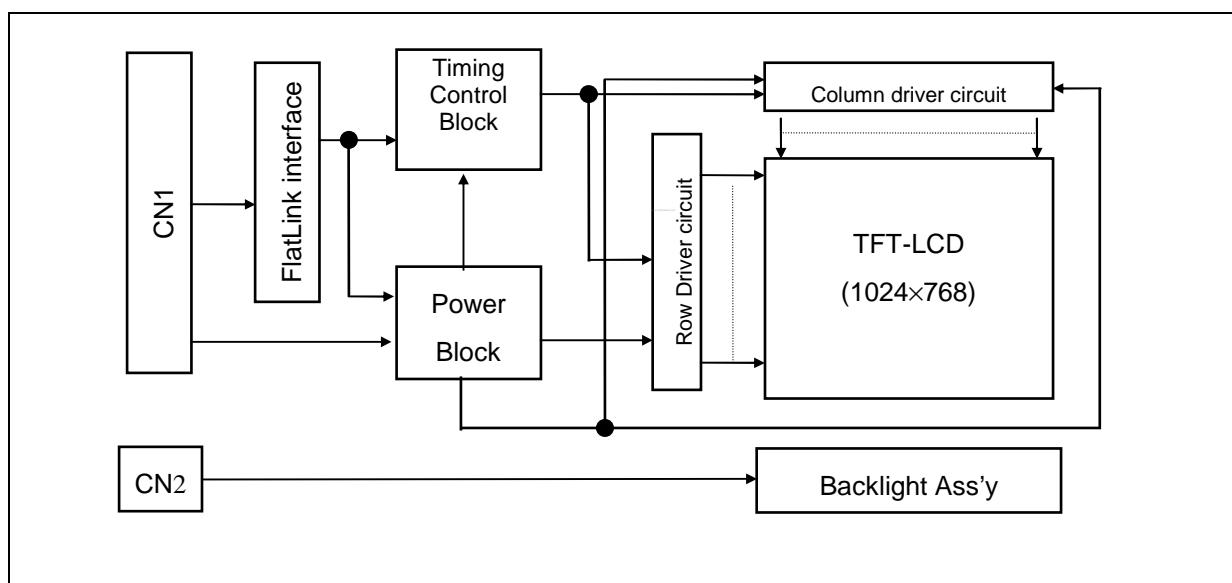 CN1
FlatLink interface
Timing
Control
Block
Power
Block
Row Driver circuit
Column driver circuit
TFT-LCD
(1024×768)
CN2
Backlight Ass’y